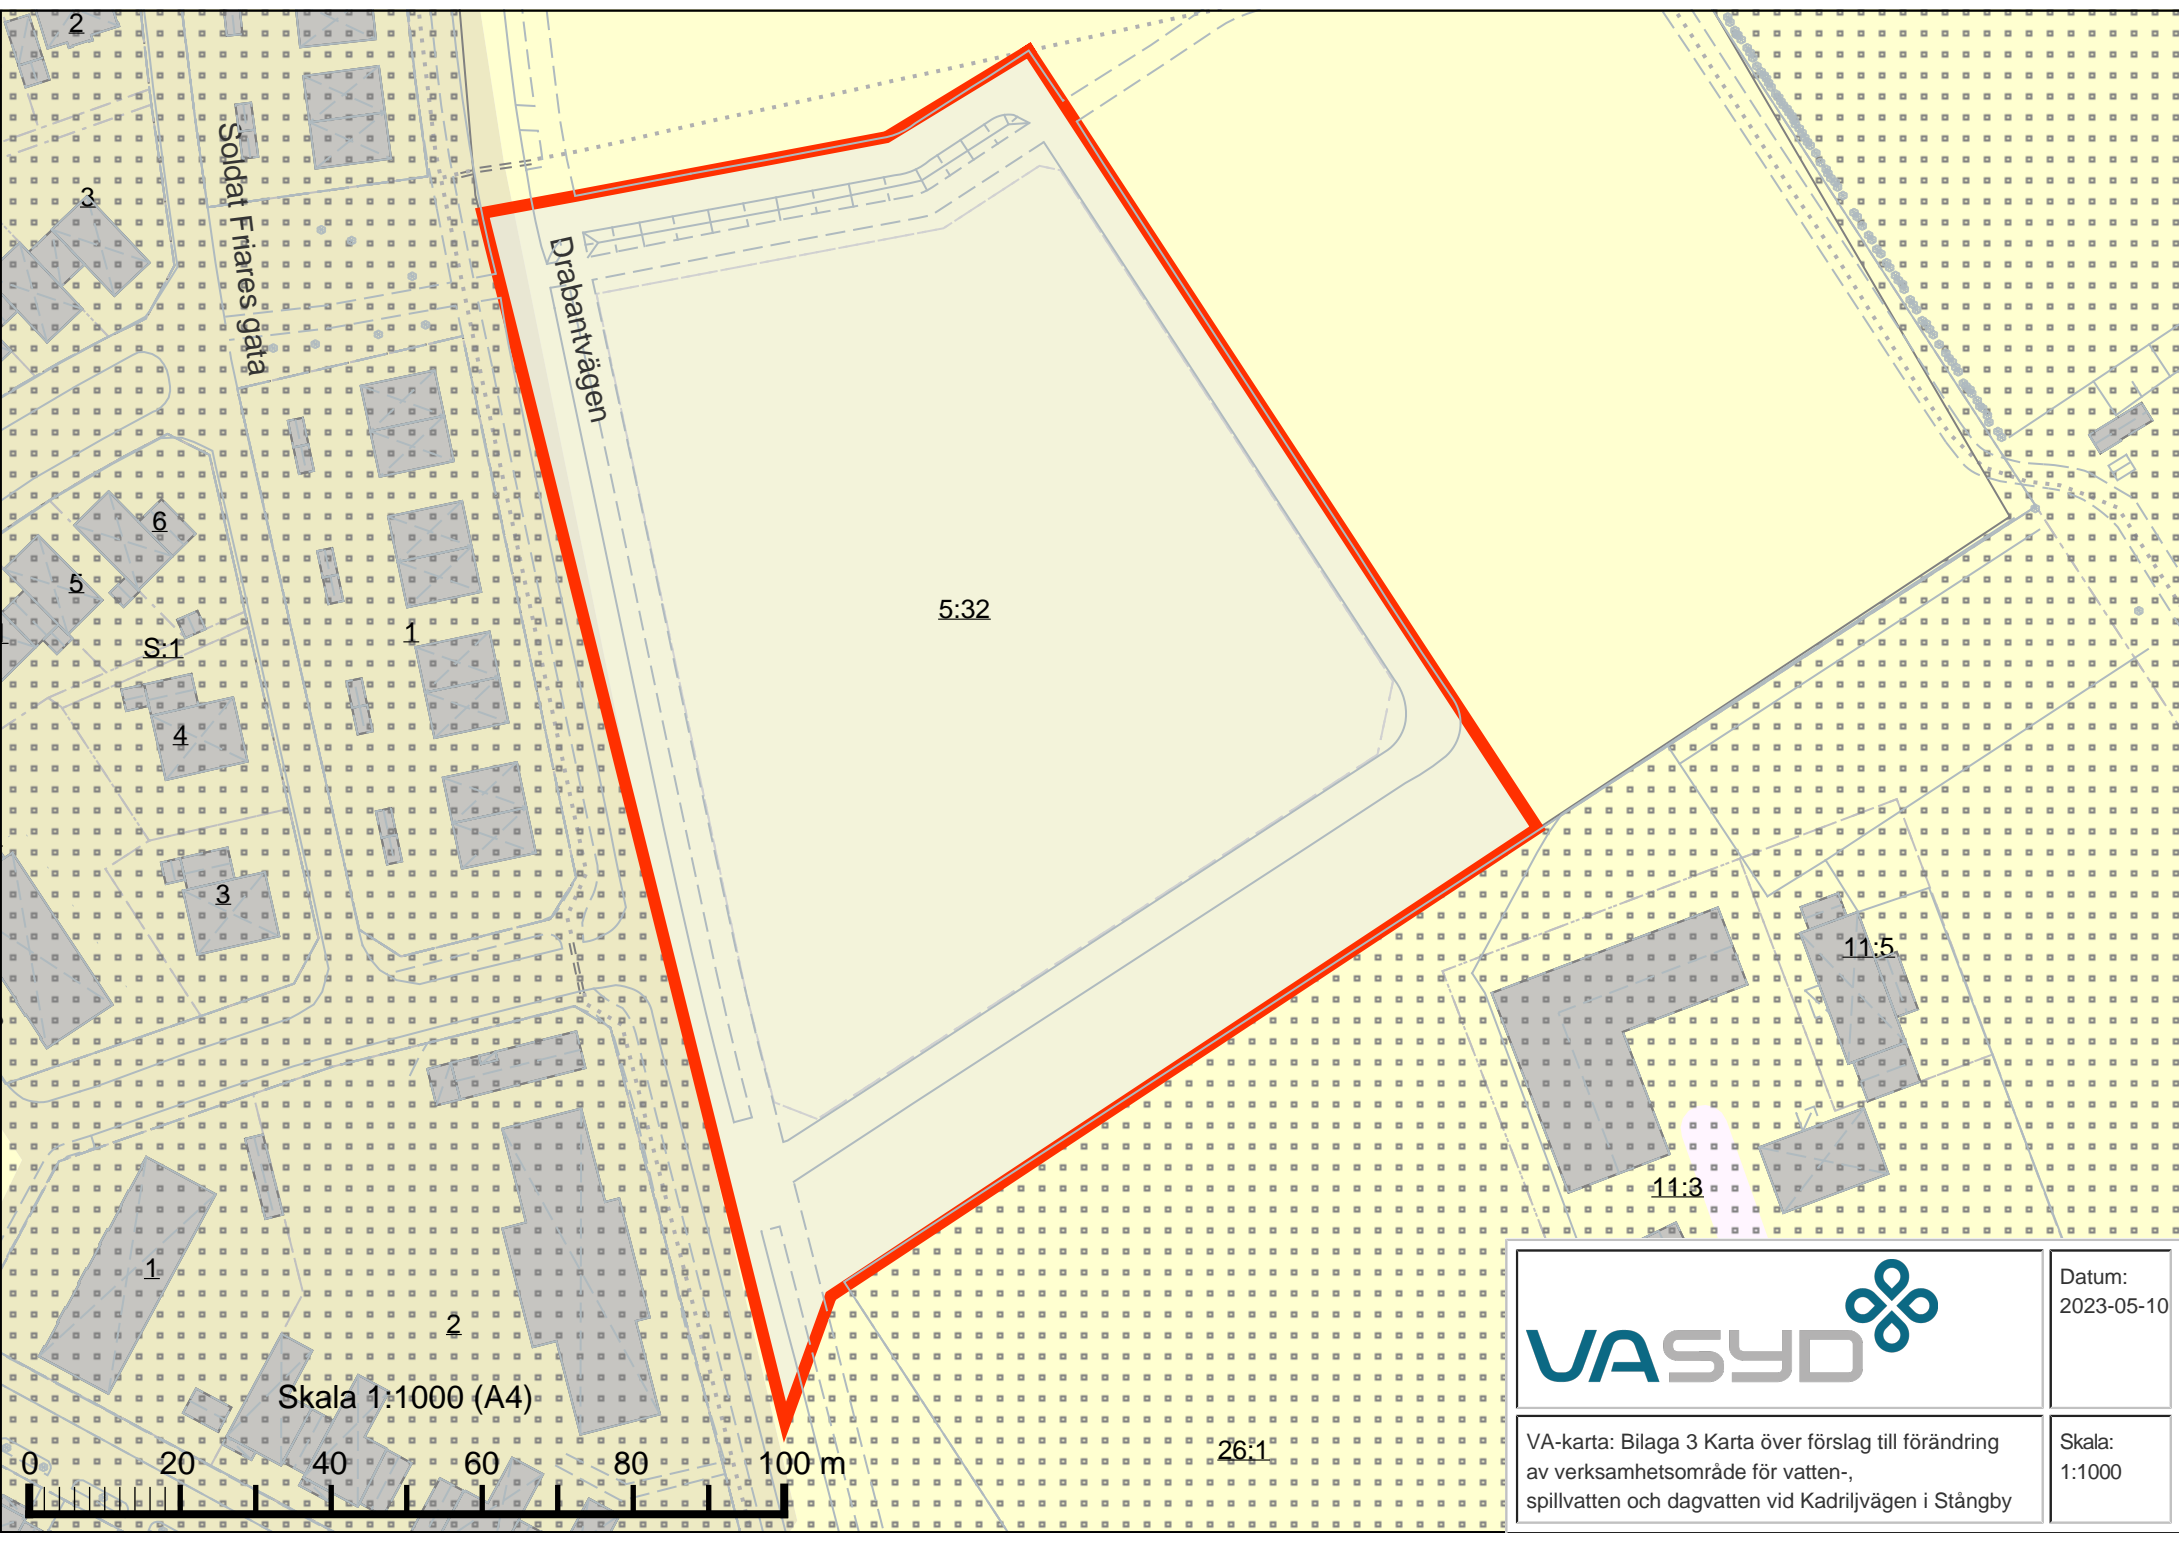 2
3
Soldat Friares gata
Drabantvägen
6
5
5:32
S:1
1
4
3
11:5
11:3
1
2
26:1
Skala 1:1000 (A4)
0 20 40 60 80 100 m
VA SYD
Datum:
2023-05-10
VA-karta: Bilaga 3 Karta över förslag till förändring
av verksamhetsområde för vatten-,
spillvatten och dagvatten vid Kadriljvägen i Stångby
Skala:
1:1000